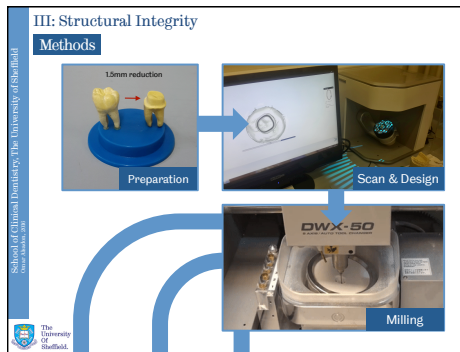 III: Structural Integrity
Methods
School of Clinical Dentistry, The University of Sheffield
1.5mm reduction
Preparation
Scan & Design
DWX-50
Milling
The
University
Of
Sheffield.